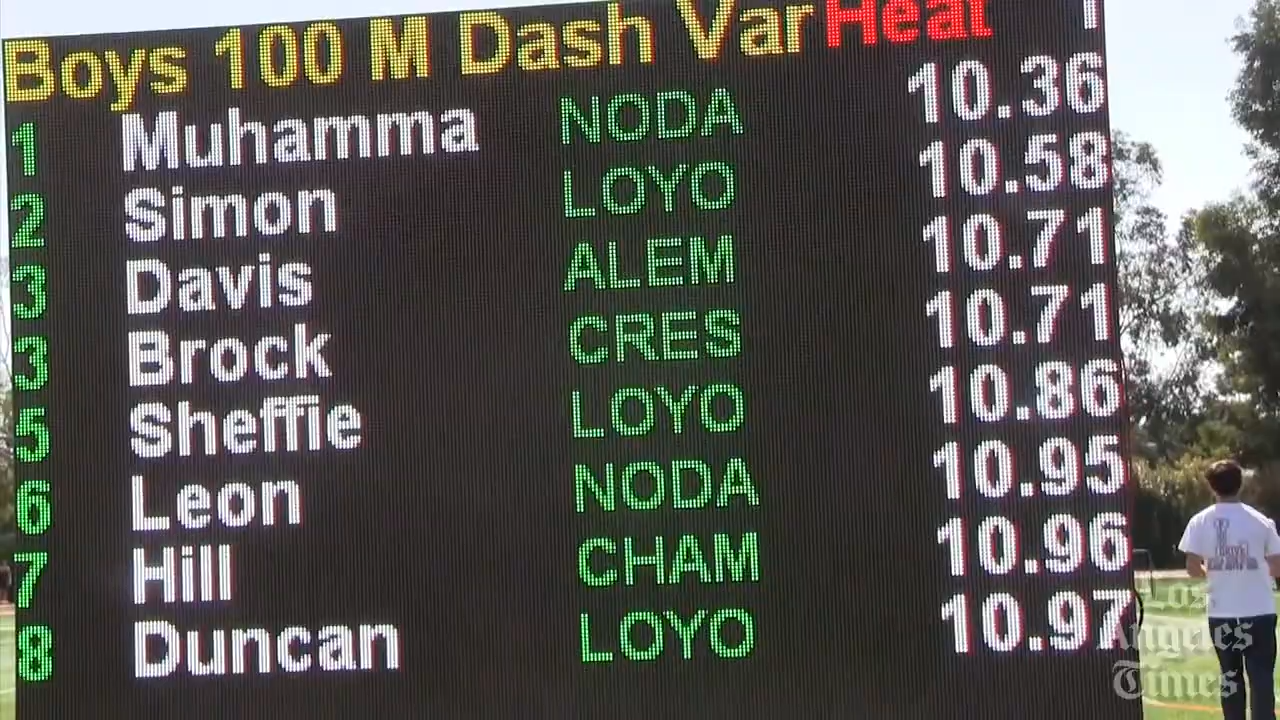 Boys 100 M Dash Var Heat 1
1 Muhamma NODA 10.36
2 Simon LOYO 10.58
3 Davis ALEM 10.71
3 Brock CRES 10.71
5 Sheffie LOYO 10.86
6 Leon NODA 10.95
7 Hill CHAM 10.96
8 Duncan LOYO 10.97
Los
Angeles
Times